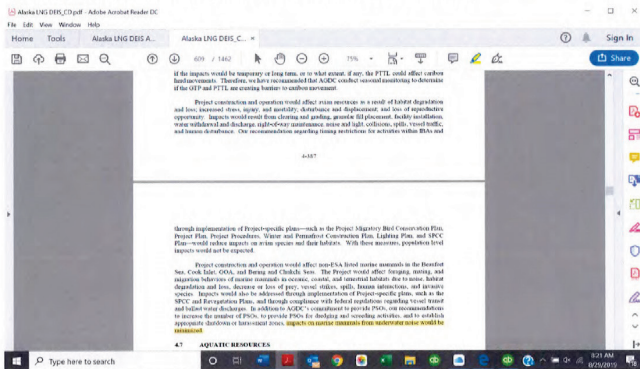 Alaska LNG DEIS_CD.pdf - Adobe Acrobat Reader DC
File Edit View Window Help
Home Tools Alaska LNG DEIS A... Alaska LNG DEIS_C... × Sign In
609 / 1462 75% Share
if the impacts would be temporary or long term, or to what extent, if any, the PTTL could affect caribou
herd movements. Therefore, we have recommended that AGDC conduct seasonal monitoring to determine
if the GTP and PTTL are creating barriers to caribou movement.
Project construction and operation would affect avian resources as a result of habitat degradation
and loss; increased stress, injury, and mortality; disturbance and displacement; and loss of reproductive
opportunity. Impacts would result from clearing and grading, granular fill placement, facility installation,
water withdrawal and discharge, right-of-way maintenance, noise and light, collisions, spills, vessel traffic,
and human disturbance. Our recommendation regarding timing restrictions for activities within IBAs and
4-387
through implementation of Project-specific plans—such as the Project Migratory Bird Conservation Plan,
Project Plan, Project Procedures, Winter and Permafrost Construction Plan, Lighting Plan, and SPCC
Plan—would reduce impacts on avian species and their habitats. With these measures, population level
impacts would not be expected.
Project construction and operation would affect non-ESA listed marine mammals in the Beaufort
Sea, Cook Inlet, GOA, and Bering and Chukchi Seas. The Project would affect foraging, mating, and
migration behaviors of marine mammals in oceanic, coastal, and terrestrial habitats due to noise, habitat
degradation and loss, decrease or loss of prey, vessel strikes, spills, human interactions, and invasive
species. Impacts would also be addressed through implementation of Project-specific plans, such as the
SPCC and Revegetation Plans, and through compliance with federal regulations regarding vessel transit
and ballast water discharges. In addition to AGDC's commitment to provide PSOs, our recommendations
to increase the number of PSOs, to provide PSOs for dredging and screeding activities, and to establish
appropriate shutdown or harassment zones, impacts on marine mammals from underwater noise would be
minimized.
4.7 AQUATIC RESOURCES
Type here to search
8:21 AM
8/29/2019